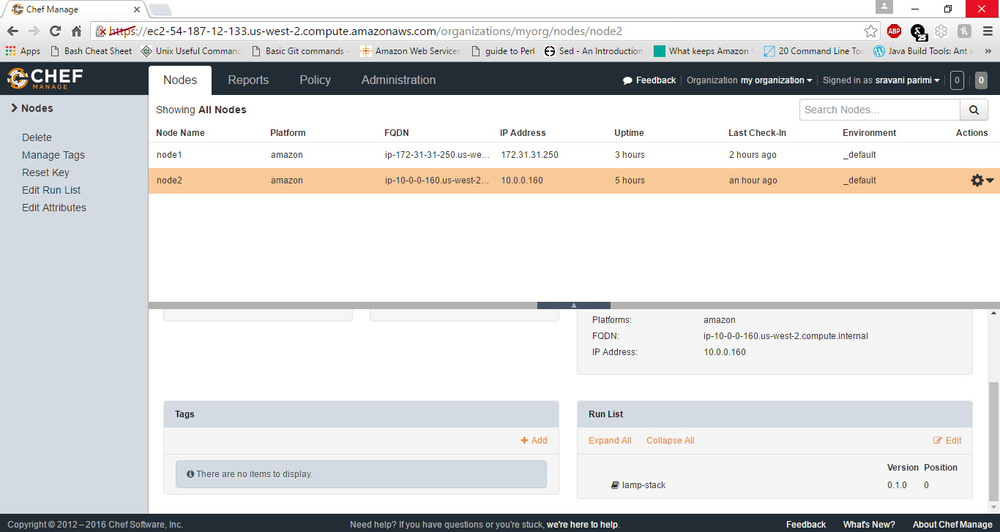 Chef Manage
https://ec2-54-187-12-133.us-west-2.compute.amazonaws.com/organizations/myorg/nodes/node2
ABP
25
Apps Bash Cheat Sheet Unix Useful Comman Basic Git commands - Amazon Web Services guide to Perl Sed - An Introduction What keeps Amazon 20 Command Line To Java Build Tools: Ant v »
CHEF
MANAGE
Nodes Reports Policy Administration Feedback Organization my organization Signed in as sravani parimi 0 0
Nodes
Delete
Manage Tags
Reset Key
Edit Run List
Edit Attributes
Showing All Nodes Search Nodes...
Node Name Platform FQDN IP Address Uptime Last Check-In Environment Actions
node1 amazon ip-172-31-31-250.us-we... 172.31.31.250 3 hours 2 hours ago _default
node2 amazon ip-10-0-0-160.us-west-2... 10.0.0.160 5 hours an hour ago _default
Platforms: amazon
FQDN: ip-10-0-0-160.us-west-2.compute.internal
IP Address: 10.0.0.160
Tags
Add
There are no items to display.
Run List
Expand All Collapse All Edit
Version Position
lamp-stack 0.1.0 0
Copyright © 2012 – 2016 Chef Software, Inc. Need help? If you have questions or you're stuck, we're here to help. Feedback What's New? About Chef Manage